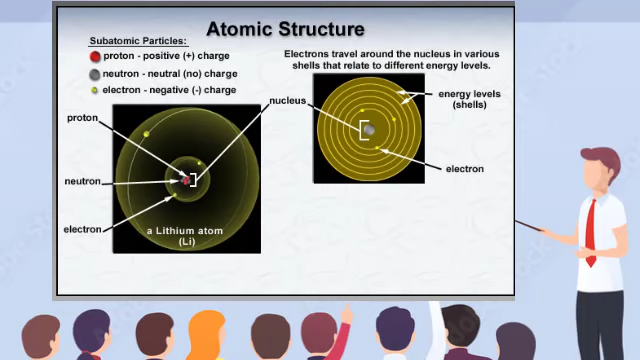 Atomic Structure
Subatomic Particles:
proton - positive (+) charge
neutron - neutral (no) charge
electron - negative (-) charge
Electrons travel around the nucleus in various
shells that relate to different energy levels.
proton
neutron
electron
nucleus
a Lithium atom
(Li)
energy levels
(shells)
electron